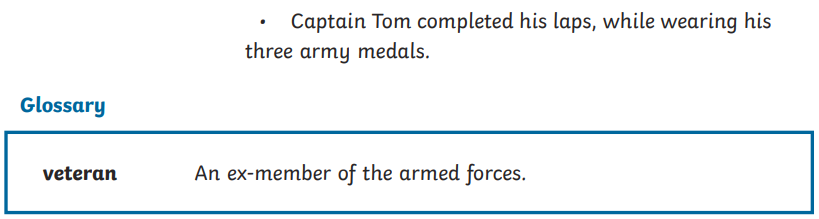 • Captain Tom completed his laps, while wearing his
three army medals.
Glossary
veteran An ex-member of the armed forces.